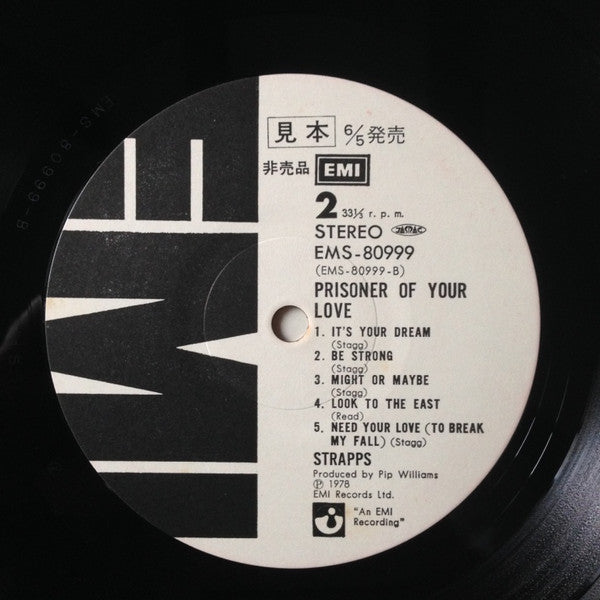 見本 6/5発売
非売品 EMI
2 33⅓ r. p. m.
STEREO JASRAC
EMS-80999
(EMS-80999-B)
PRISONER OF YOUR
LOVE
1. IT'S YOUR DREAM
(Stagg)
2. BE STRONG
(Stagg)
3. MIGHT OR MAYBE
(Stagg)
4. LOOK TO THE EAST
(Read)
5. NEED YOUR LOVE (TO BREAK
MY FALL) (Stagg)
STRAPPS
Produced by Pip Williams
Ⓟ 1978
EMI Records Ltd.
"An EMI
Recording"
EMI
EMS-80999-B